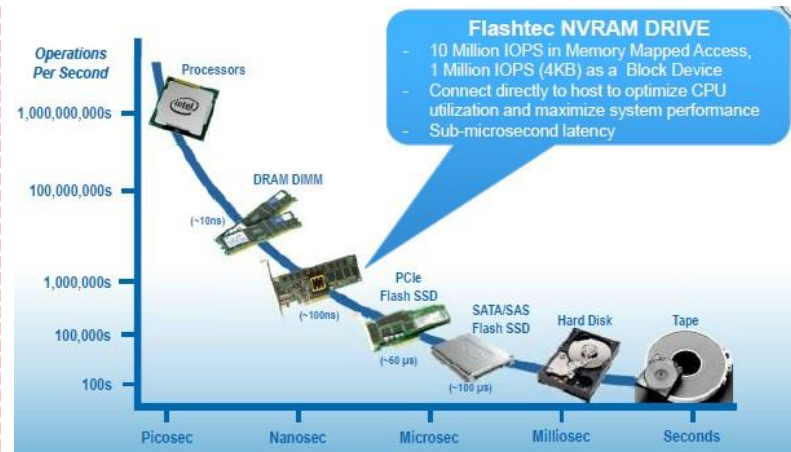 Flashtec NVRAM DRIVE
- 10 Million IOPS in Memory Mapped Access,
1 Million IOPS (4KB) as a Block Device
- Connect directly to host to optimize CPU
utilization and maximize system performance
- Sub-microsecond latency
Operations
Per Second
1,000,000,000s
100,000,000s
1,000,000s
100,000s
100s
Processors
(intel)
DRAM DIMM
(~10ns)
(~100ns)
PCIe
Flash SSD
(~60 µs)
SATA/SAS
Flash SSD
(~100 µs)
Hard Disk
Tape
Picosec
Nanosec
Microsec
Milliosec
Seconds